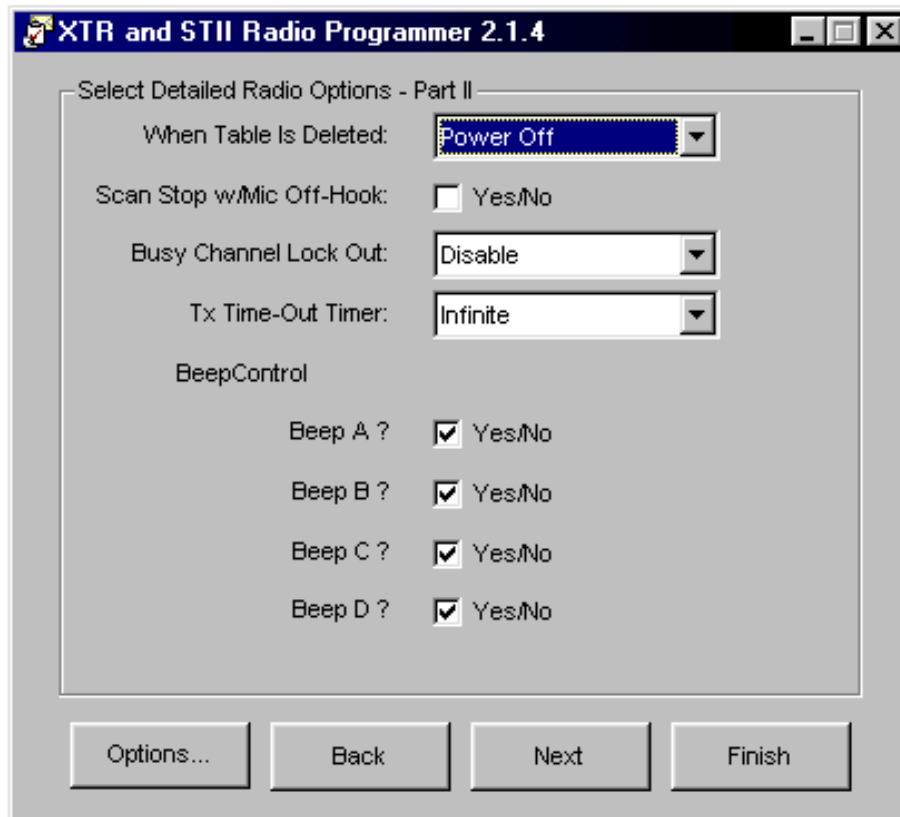 XTR and STII Radio Programmer 2.1.4
Select Detailed Radio Options - Part II
When Table Is Deleted: Power Off
Scan Stop w/Mic Off-Hook: Yes/No
Busy Channel Lock Out: Disable
Tx Time-Out Timer: Infinite
BeepControl
Beep A ? Yes/No
Beep B ? Yes/No
Beep C ? Yes/No
Beep D ? Yes/No
Options... Back Next Finish